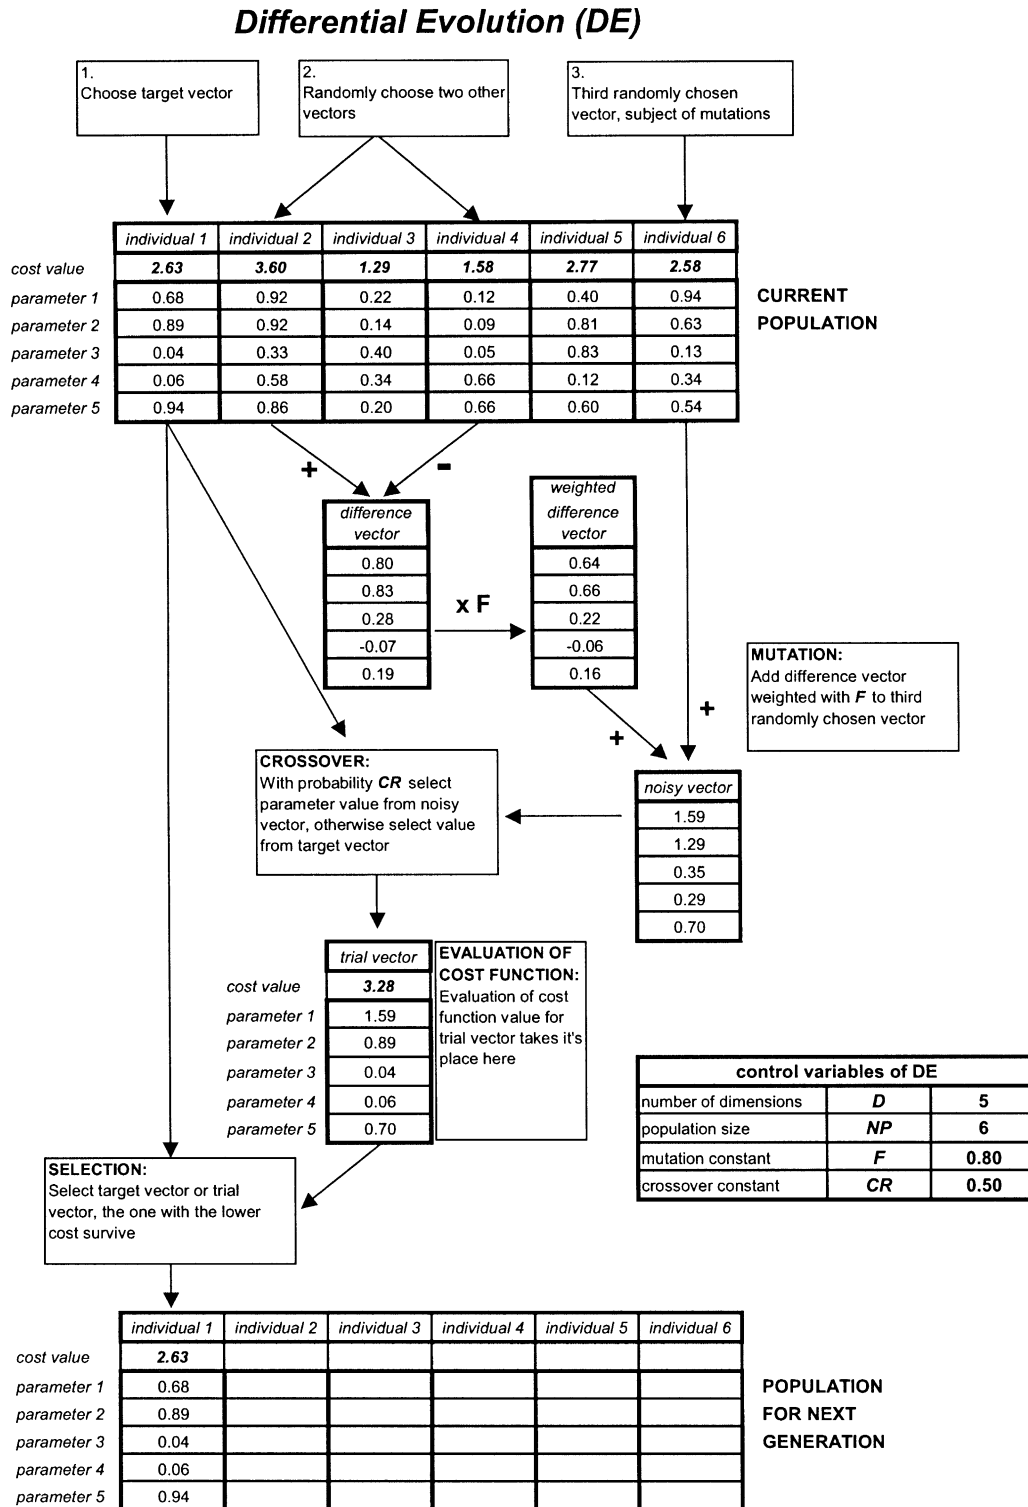 Differential Evolution (DE)
1.
Choose target vector
2.
Randomly choose two other
vectors
3.
Third randomly chosen
vector, subject of mutations
individual 1 individual 2 individual 3 individual 4 individual 5 individual 6
cost value 2.63 3.60 1.29 1.58 2.77 2.58
parameter 1 0.68 0.92 0.22 0.12 0.40 0.94 CURRENT
parameter 2 0.89 0.92 0.14 0.09 0.81 0.63 POPULATION
parameter 3 0.04 0.33 0.40 0.05 0.83 0.13
parameter 4 0.06 0.58 0.34 0.66 0.12 0.34
parameter 5 0.94 0.86 0.20 0.66 0.60 0.54
+ -
difference
vector
0.80
0.83
0.28
-0.07
0.19
x F
weighted
difference
vector
0.64
0.66
0.22
-0.06
0.16
MUTATION:
Add difference vector
weighted with F to third
randomly chosen vector
+
+
CROSSOVER:
With probability CR select
parameter value from noisy
vector, otherwise select value
from target vector
noisy vector
1.59
1.29
0.35
0.29
0.70
trial vector
cost value 3.28
parameter 1 1.59
parameter 2 0.89
parameter 3 0.04
parameter 4 0.06
parameter 5 0.70
EVALUATION OF
COST FUNCTION:
Evaluation of cost
function value for
trial vector takes it's
place here
control variables of DE
number of dimensions D 5
population size NP 6
mutation constant F 0.80
crossover constant CR 0.50
SELECTION:
Select target vector or trial
vector, the one with the lower
cost survive
individual 1 individual 2 individual 3 individual 4 individual 5 individual 6
cost value 2.63
parameter 1 0.68 POPULATION
parameter 2 0.89 FOR NEXT
parameter 3 0.04 GENERATION
parameter 4 0.06
parameter 5 0.94